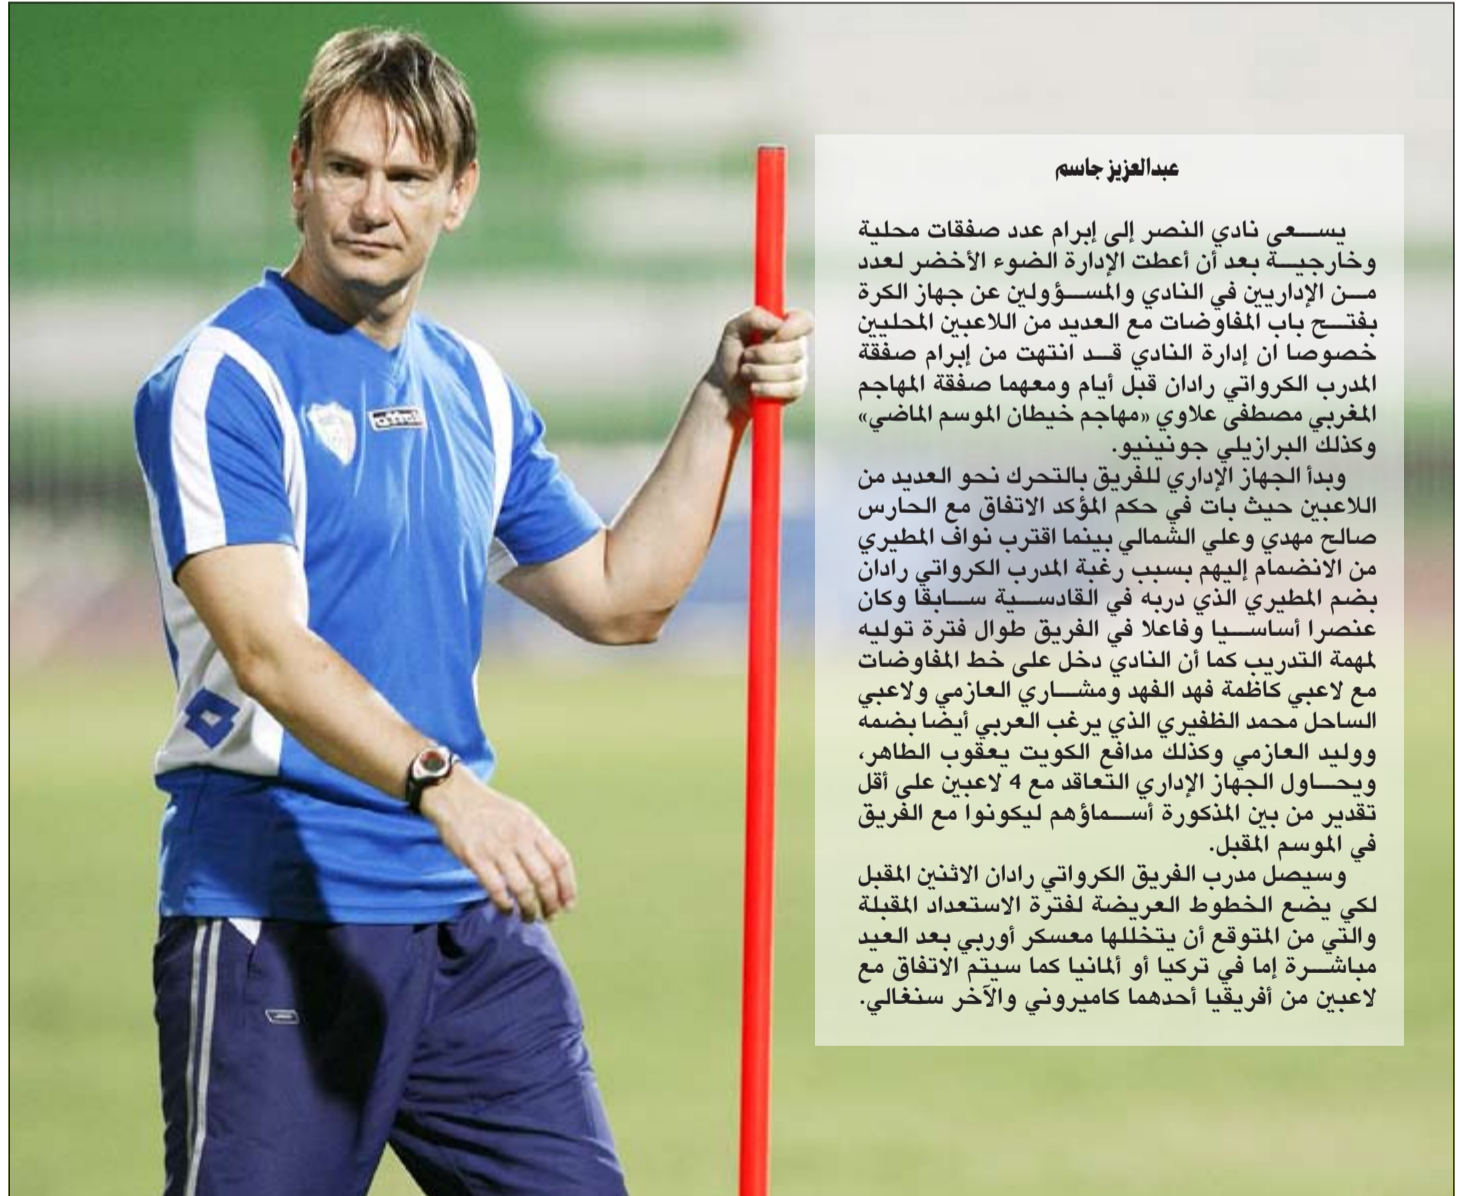 عبدالعزيز جاسم
يسعى نادي النصر إلى إبرام عدد صفقات محلية
وخارجية بعد أن أعطت الإدارة الضوء الأخضر لعدد
من الإداريين في النادي والمسؤولين عن جهاز الكرة
بفتح باب المفاوضات مع العديد من اللاعبين المحليين
خصوصا ان إدارة النادي قد انتهت من إبرام صفقة
المدرب الكرواتي رادان قبل أيام ومعهما صفقة المهاجم
المغربي مصطفى علاوي «مهاجم خيطان الموسم الماضي»
وكذلك البرازيلي جونينيو.
وبدأ الجهاز الإداري للفريق بالتحرك نحو العديد من
اللاعبين حيث بات في حكم المؤكد الاتفاق مع الحارس
صالح مهدي وعلي الشمالي بينما اقترب نواف المطيري
من الانضمام إليهم بسبب رغبة المدرب الكرواتي رادان
بضم المطيري الذي دربه في القادسية سابقا وكان
عنصرا أساسيا وفاعلا في الفريق طوال فترة توليه
لمهمة التدريب كما أن النادي دخل على خط المفاوضات
مع لاعبي كاظمة فهد الفهد ومشاري العازمي ولاعبي
الساحل محمد الظفيري الذي يرغب العربي أيضا بضمه
ووليد العازمي وكذلك مدافع الكويت يعقوب الطاهر،
ويحاول الجهاز الإداري التعاقد مع 4 لاعبين على أقل
تقدير من بين المذكورة أسماؤهم ليكونوا مع الفريق
في الموسم المقبل.
وسيصل مدرب الفريق الكرواتي رادان الاثنين المقبل
لكي يضع الخطوط العريضة لفترة الاستعداد المقبلة
والتي من المتوقع أن يتخللها معسكر أوربي بعد العيد
مباشرة إما في تركيا أو ألمانيا كما سيتم الاتفاق مع
لاعبين من أفريقيا أحدهما كاميروني والآخر سنغالي.